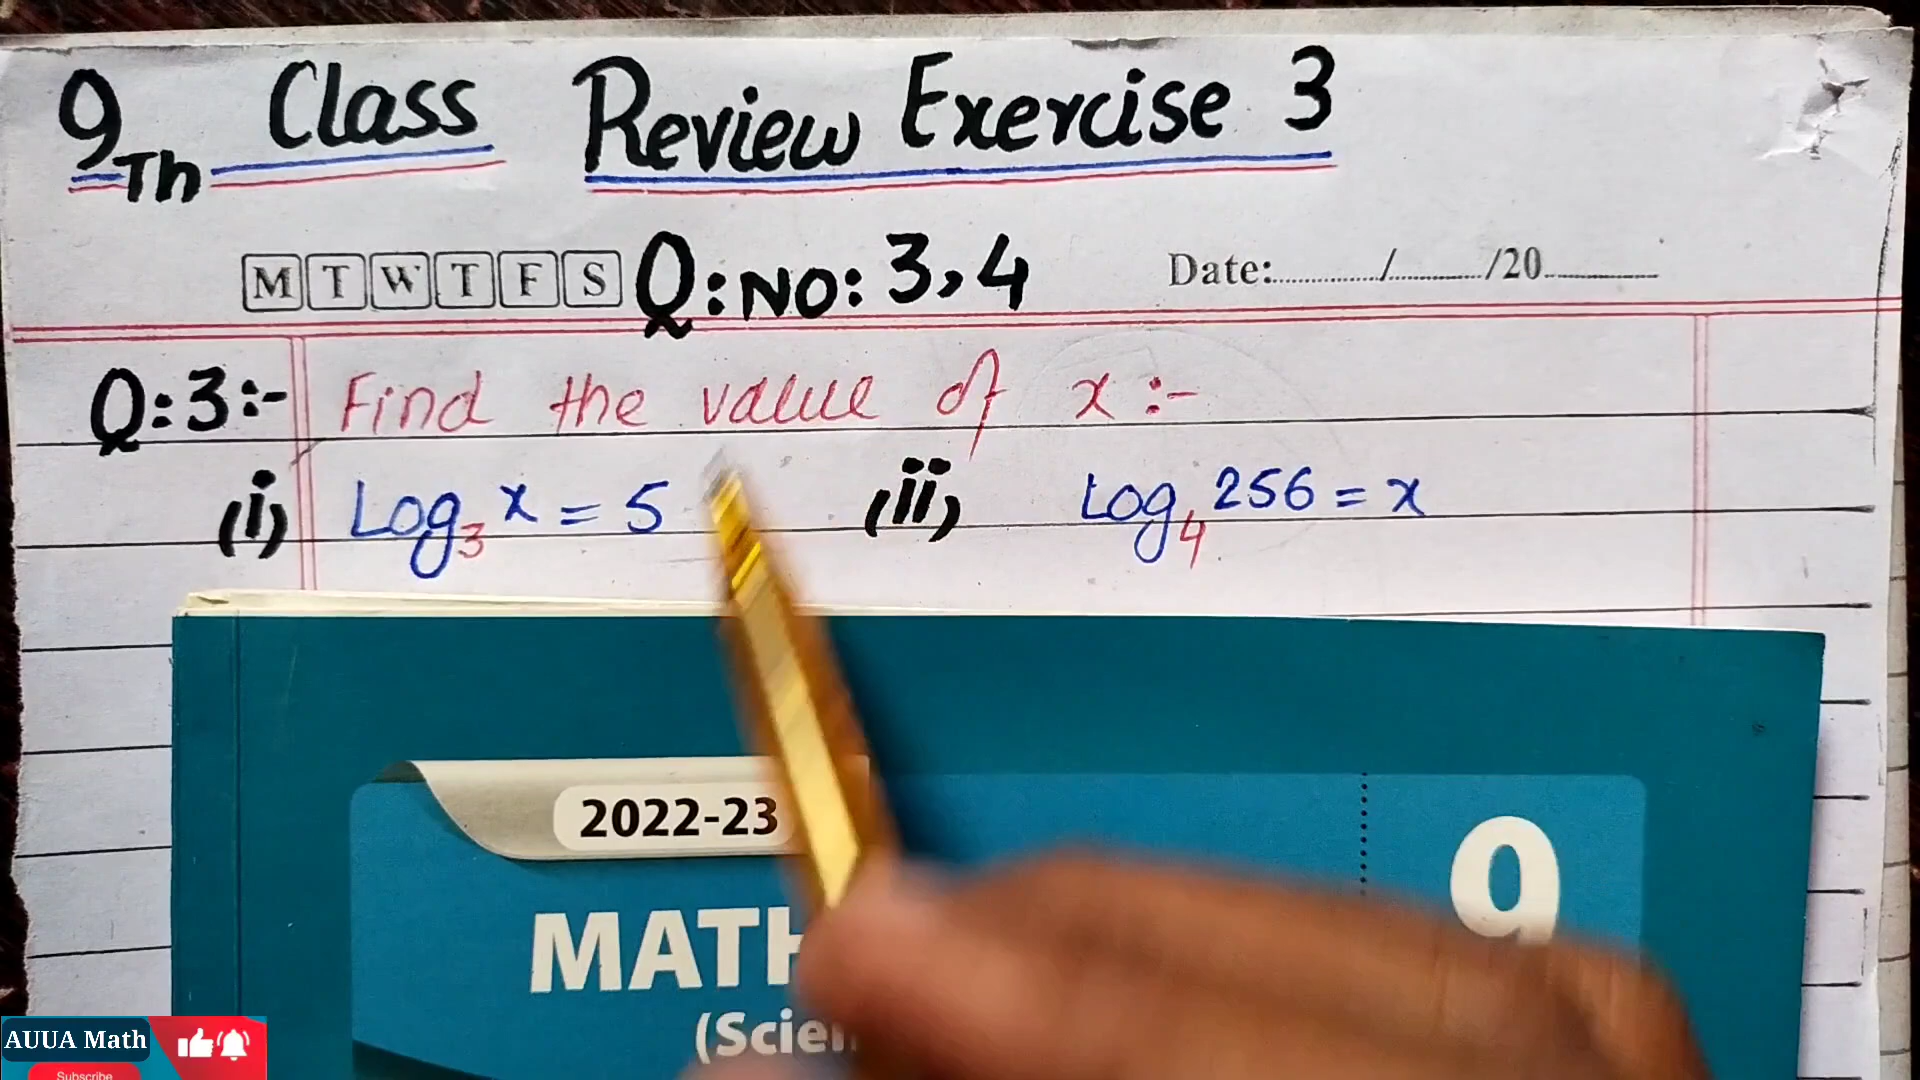 9Th Class Review Exercise 3
M T W T F S Q:NO: 3,4 Date:............/............/20............
Q:3:- Find the value of x :-
(i) Log₃ x = 5 (ii) Log₄ 256 = x
2022-23
9
MATH
(Scien
AUUA Math
Subscribe